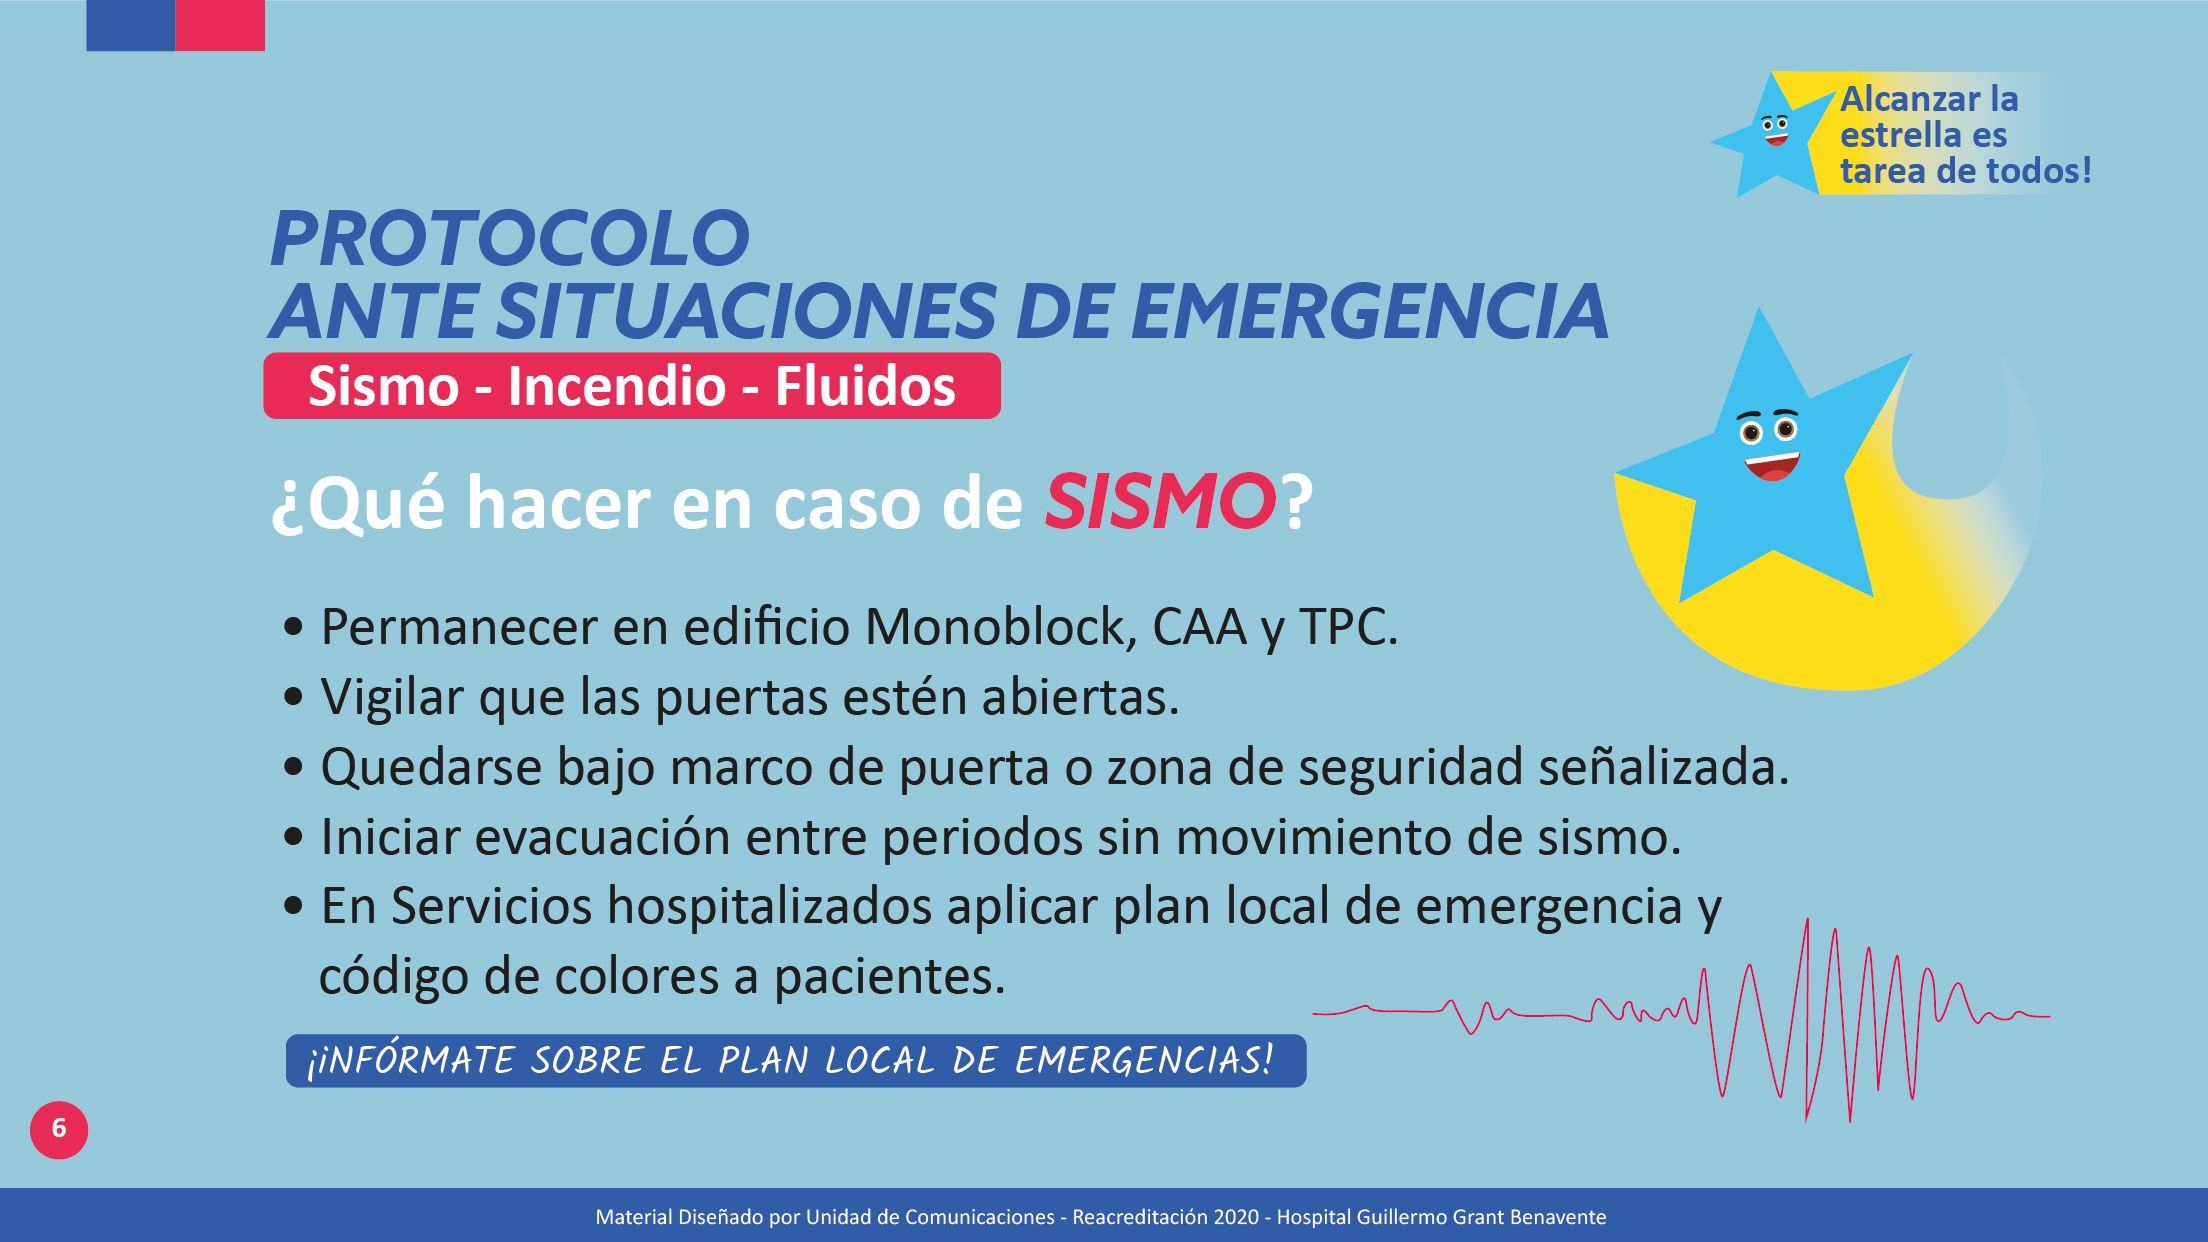 Alcanzar la
estrella es
tarea de todos!
PROTOCOLO
ANTE SITUACIONES DE EMERGENCIA
Sismo - Incendio - Fluidos
¿Qué hacer en caso de SISMO?
• Permanecer en edificio Monoblock, CAA y TPC.
• Vigilar que las puertas estén abiertas.
• Quedarse bajo marco de puerta o zona de seguridad señalizada.
• Iniciar evacuación entre periodos sin movimiento de sismo.
• En Servicios hospitalizados aplicar plan local de emergencia y
código de colores a pacientes.
¡iNFÓRMATE SOBRE EL PLAN LOCAL DE EMERGENCIAS!
6
Material Diseñado por Unidad de Comunicaciones - Reacreditación 2020 - Hospital Guillermo Grant Benavente